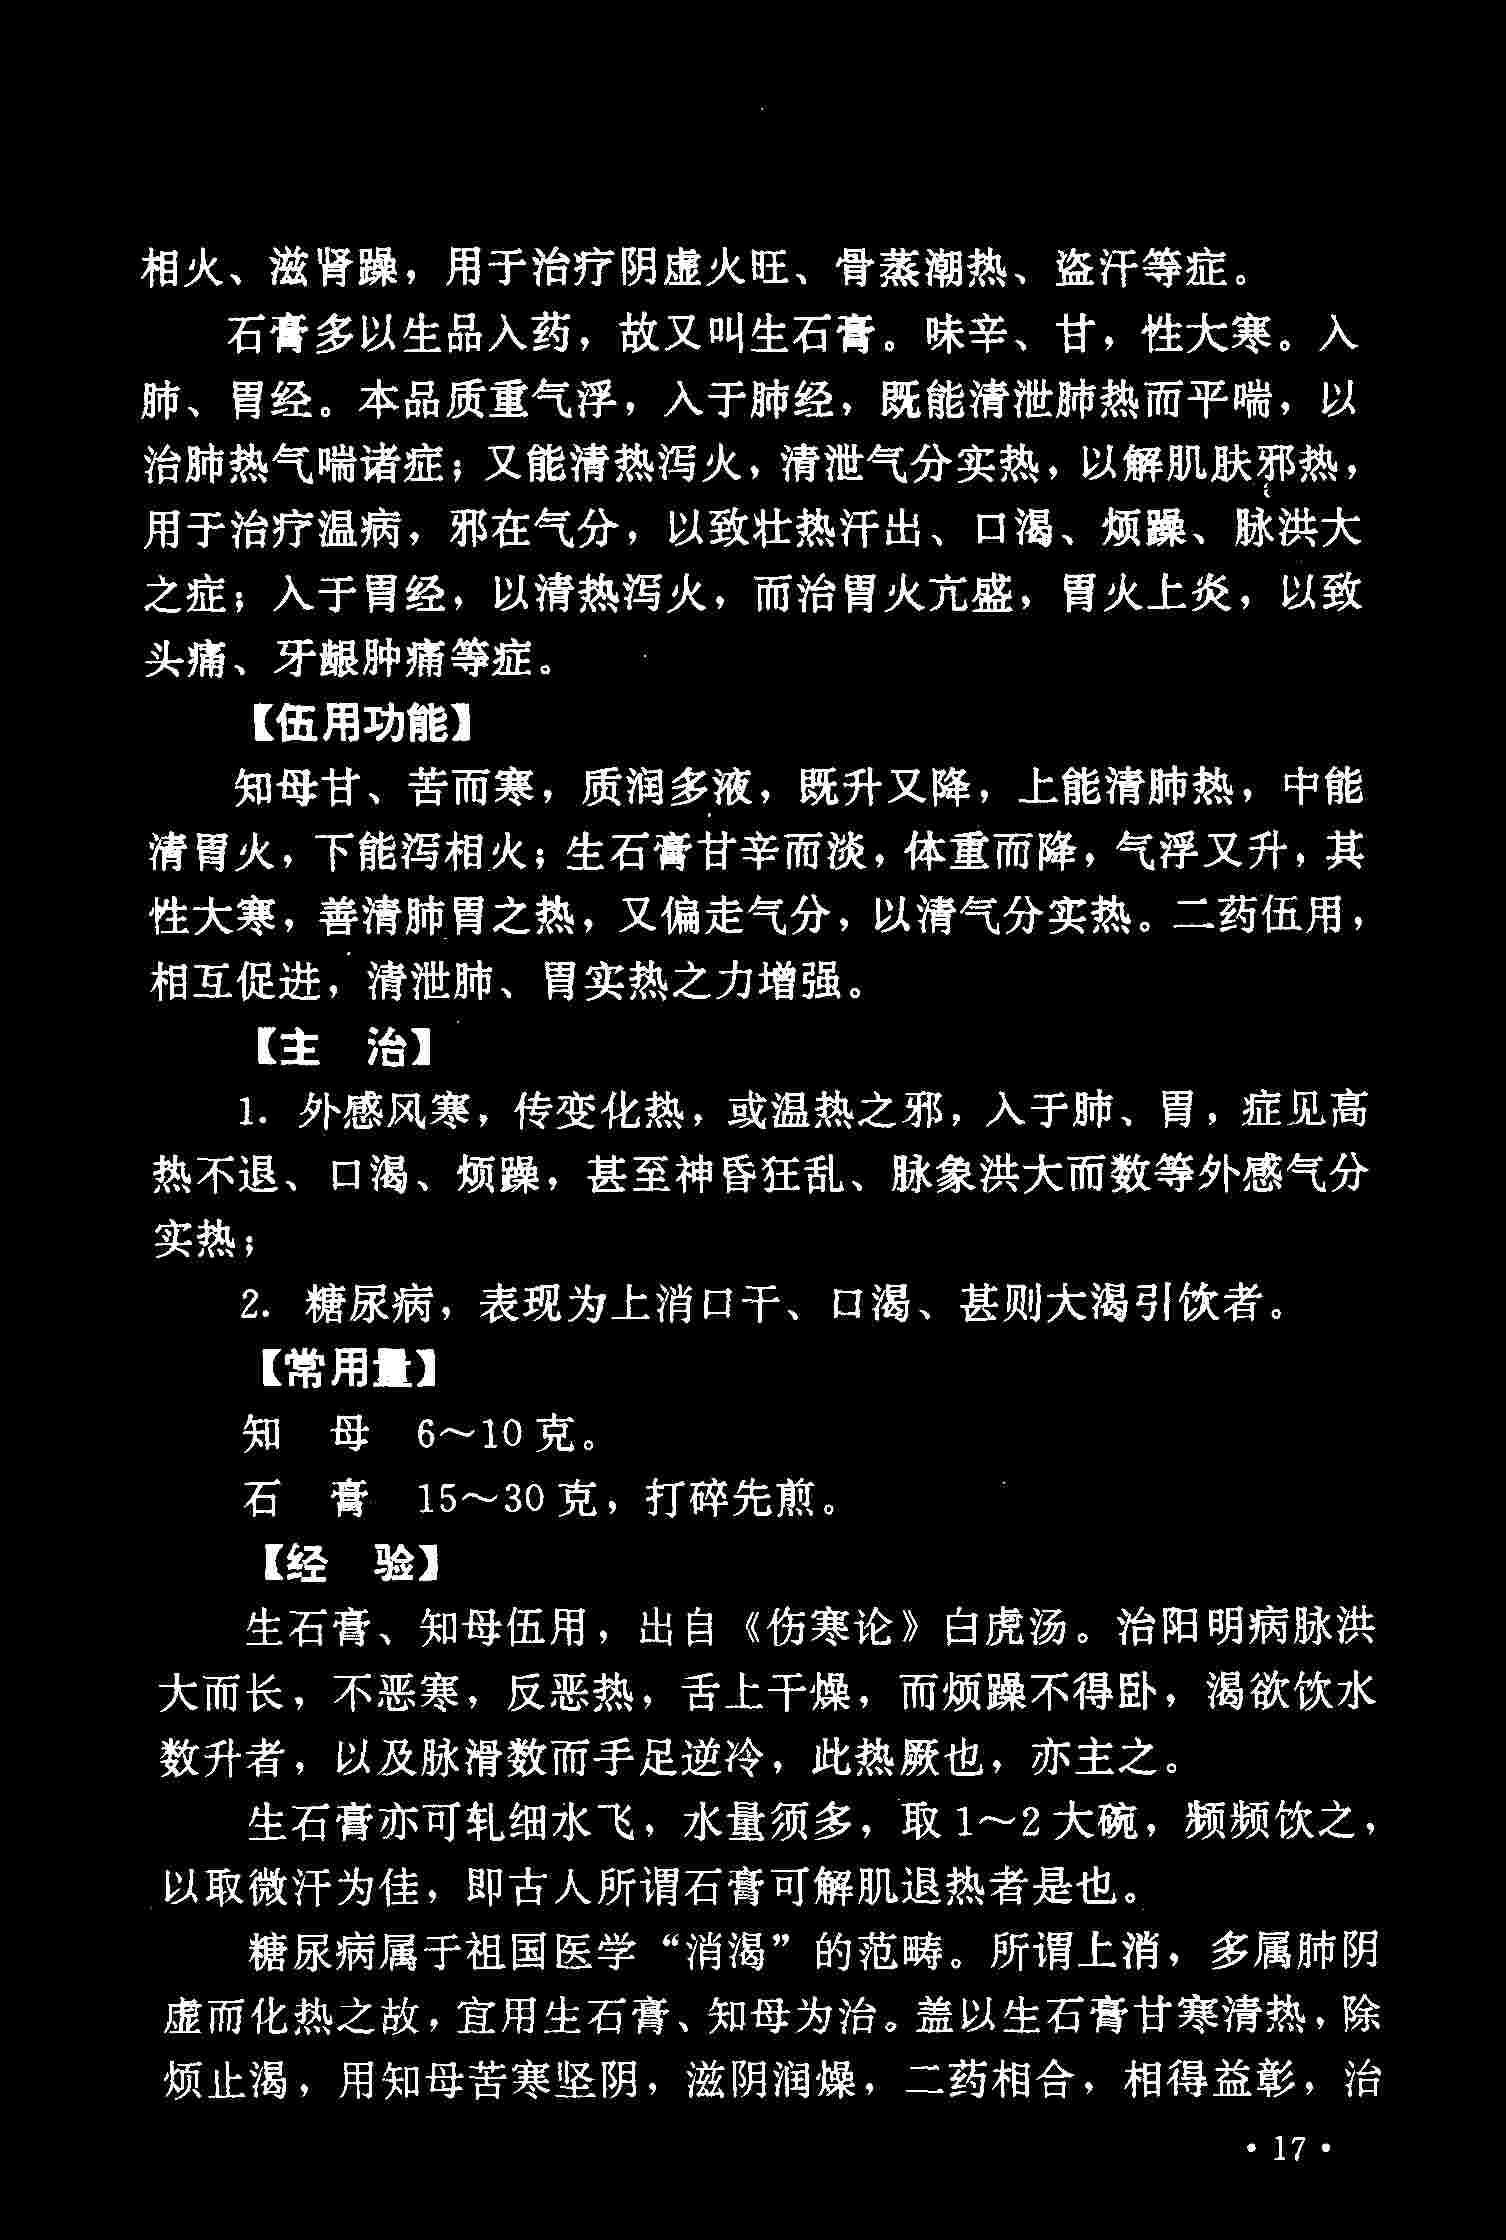 相火、滋肾躁，用于治疗阴虚火旺、骨蒸潮热、盗汗等症。
石膏多以生品入药，故又叫生石膏。味辛、甘，性大寒。入
肺、胃经。本品质重气浮，入于肺经，既能清泄肺热而平喘，以
治肺热气喘诸症；又能清热泻火，清泄气分实热，以解肌肤邪热，
用于治疗温病，邪在气分，以致壮热汗出、口渴、烦躁、脉洪大
之症；入于胃经，以清热泻火，而治胃火亢盛，胃火上炎，以致
头痛、牙龈肿痛等症。
【伍用功能】
知母甘、苦而寒，质润多液，既升又降，上能清肺热，中能
清胃火，下能泻相火；生石膏甘辛而淡，体重而降，气浮又升，其
性大寒，善清肺胃之热，又偏走气分，以清气分实热。二药伍用，
相互促进，清泄肺、胃实热之力增强。
【主　治】
1. 外感风寒，传变化热，或温热之邪，入于肺、胃，症见高
热不退、口渴、烦躁，甚至神昏狂乱、脉象洪大而数等外感气分
实热；
2. 糖尿病，表现为上消口干、口渴、甚则大渴引饮者。
【常用量】
知　母　6～10克。
石　膏　15～30克，打碎先煎。
【经　验】
生石膏、知母伍用，出自《伤寒论》白虎汤。治阳明病脉洪
大而长，不恶寒，反恶热，舌上干燥，而烦躁不得卧，渴欲饮水
数升者，以及脉滑数而手足逆冷，此热厥也，亦主之。
生石膏亦可轧细水飞，水量须多，取1～2大碗，频频饮之，
以取微汗为佳，即古人所谓石膏可解肌退热者是也。
糖尿病属于祖国医学“消渴”的范畴。所谓上消，多属肺阴
虚而化热之故，宜用生石膏、知母为治。盖以生石膏甘寒清热，除
烦止渴，用知母苦寒坚阴，滋阴润燥，二药相合，相得益彰，治
·17·